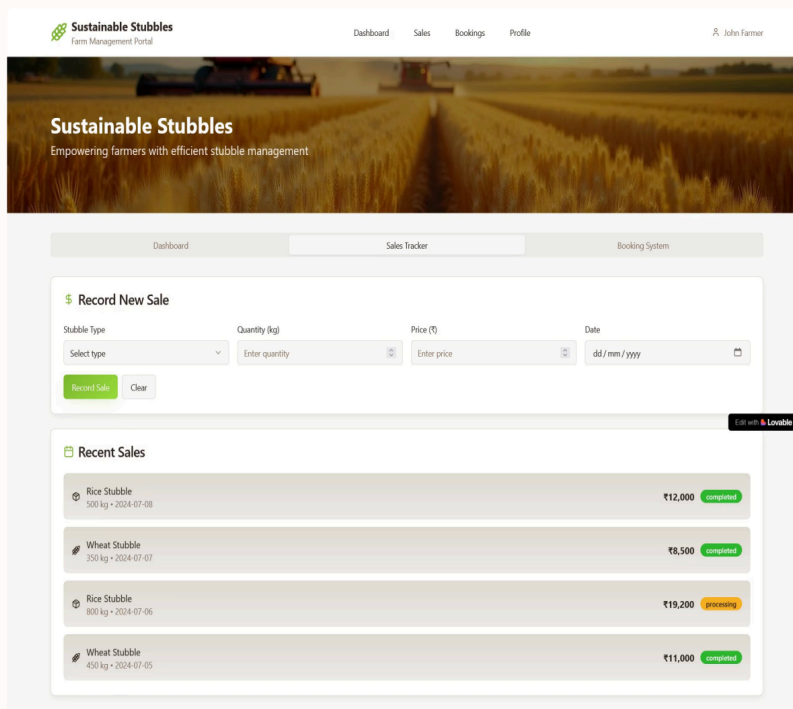 Sustainable Stubbles
Farm Management Portal
Dashboard Sales Bookings Profile
John Farmer
Sustainable Stubbles
Empowering farmers with efficient stubble management
Dashboard Sales Tracker Booking System
$ Record New Sale
Stubble Type Quantity (kg) Price (₹) Date
Select type Enter quantity Enter price dd / mm / yyyy
Record Sale Clear
Edit with Lovable
Recent Sales
Rice Stubble
500 kg • 2024-07-08
₹12,000 completed
Wheat Stubble
350 kg • 2024-07-07
₹8,500 completed
Rice Stubble
800 kg • 2024-07-06
₹19,200 processing
Wheat Stubble
450 kg • 2024-07-05
₹11,000 completed